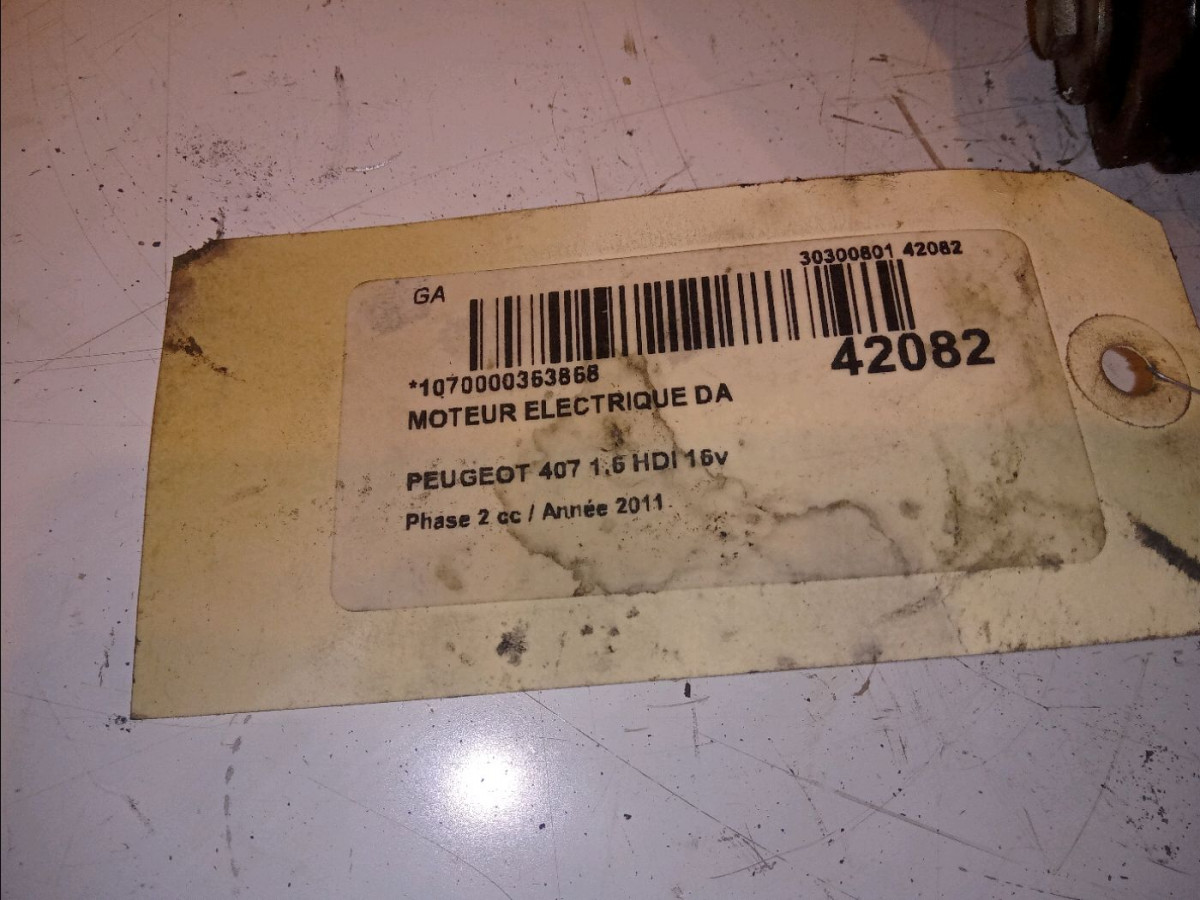 30300801 42082
GA
42082
*1070000363868
MOTEUR ELECTRIQUE DA
PEUGEOT 407 1.6 HDI 16v
Phase 2 cc / Année 2011